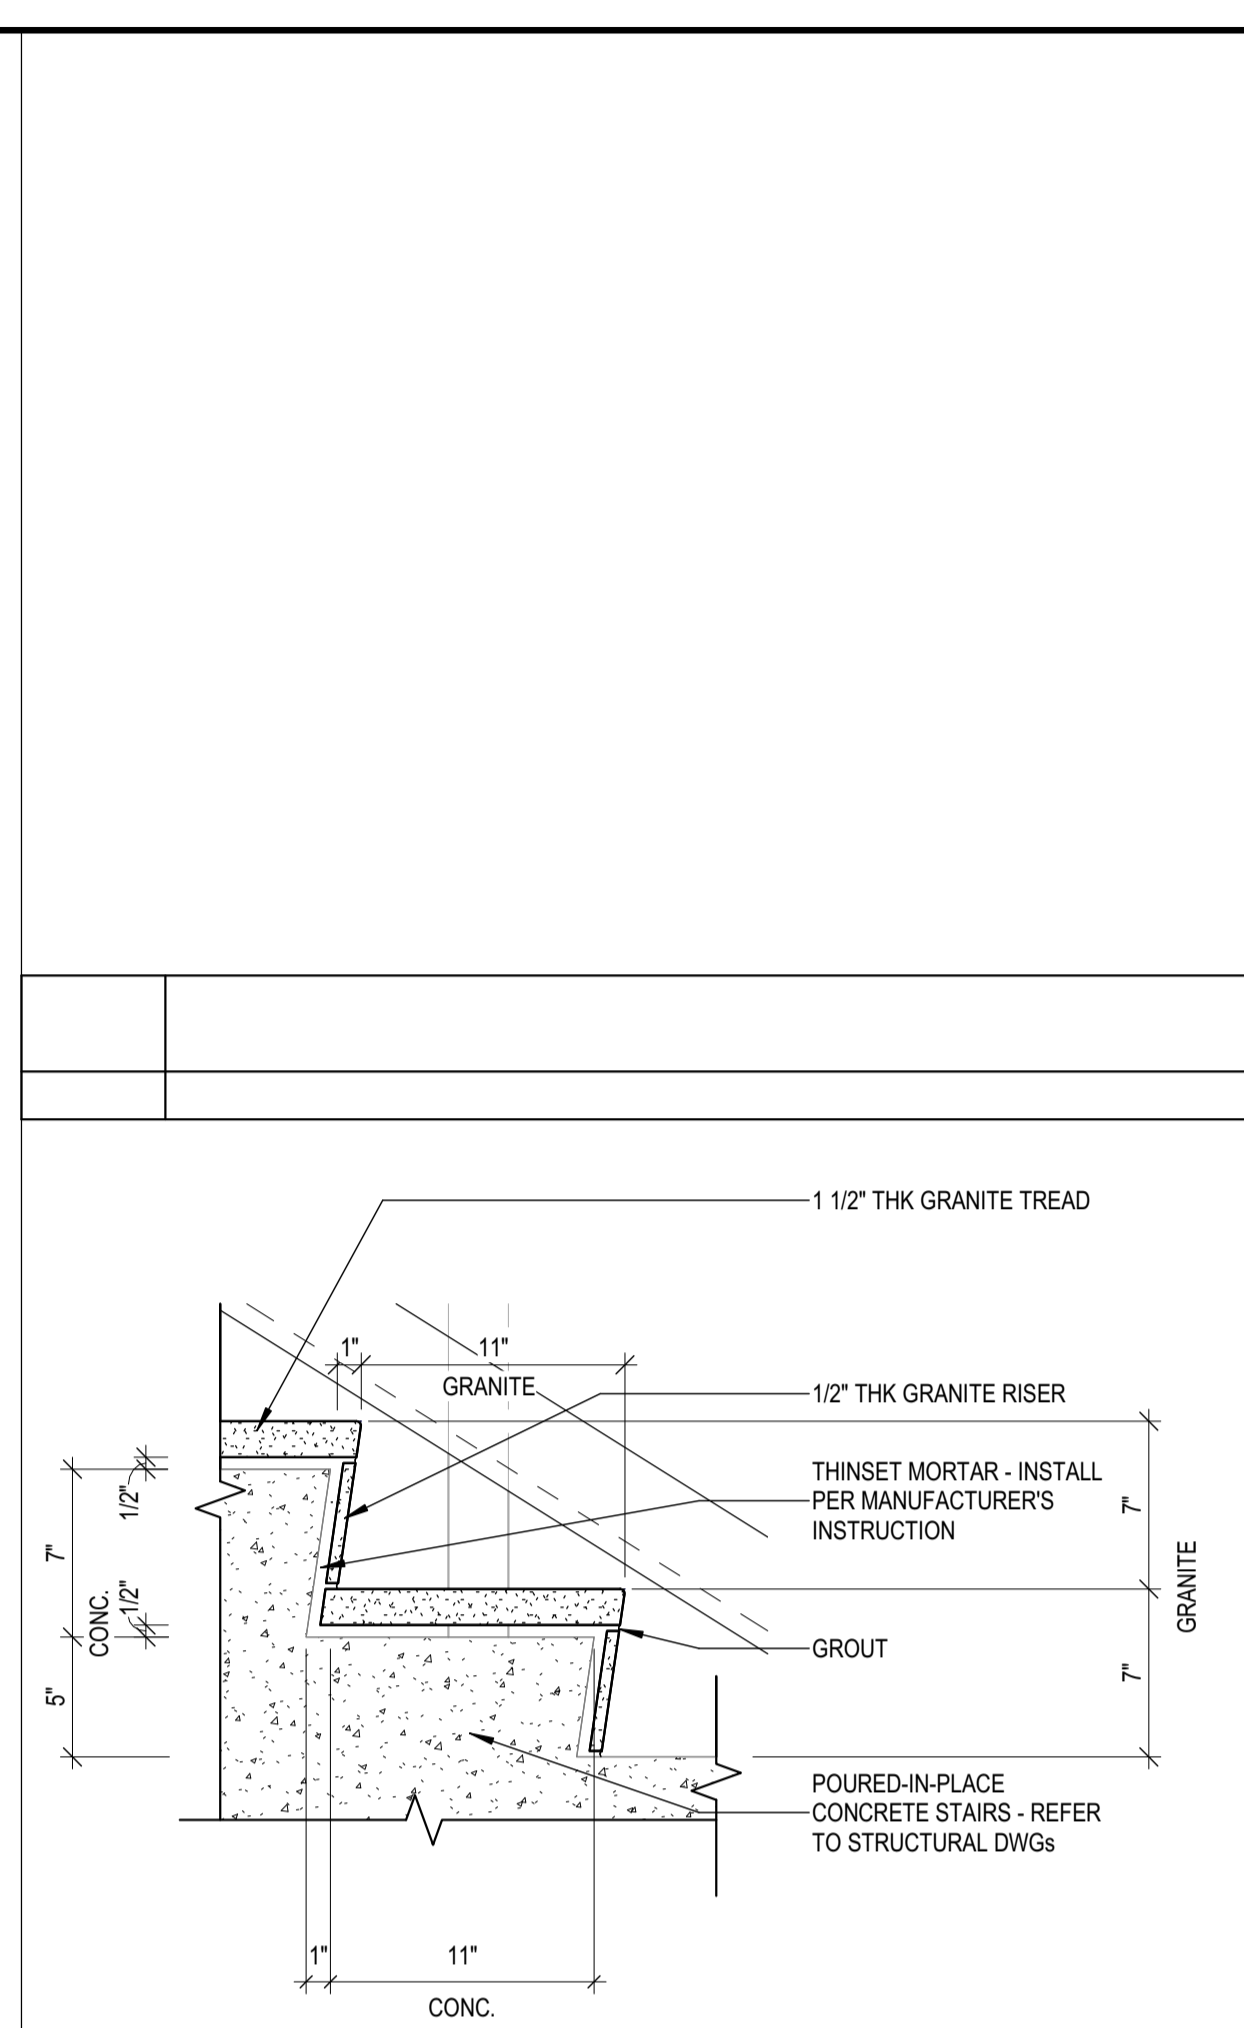 1 1/2" THK GRANITE TREAD
1"
11"
GRANITE
1/2" THK GRANITE RISER
THINSET MORTAR - INSTALL
PER MANUFACTURER'S
INSTRUCTION
1/2"
7"
7"
GRANITE
1/2"
CONC.
GROUT
5"
7"
POURED-IN-PLACE
CONCRETE STAIRS - REFER
TO STRUCTURAL DWGs
1"
11"
CONC.